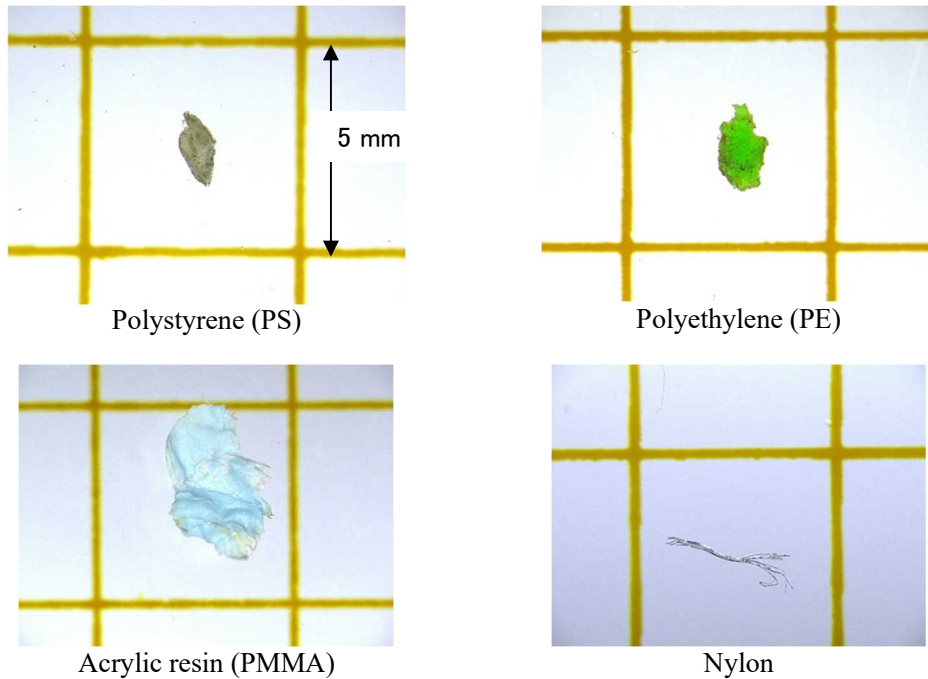 5 mm
Polystyrene (PS)
Polyethylene (PE)
Acrylic resin (PMMA)
Nylon